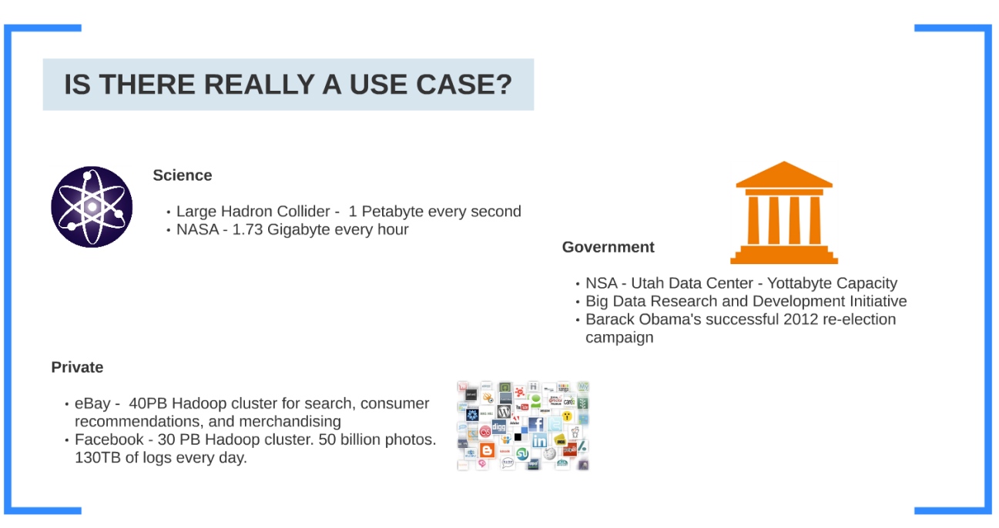 IS THERE REALLY A USE CASE?
Science
• Large Hadron Collider - 1 Petabyte every second
• NASA - 1.73 Gigabyte every hour
Government
• NSA - Utah Data Center - Yottabyte Capacity
• Big Data Research and Development Initiative
• Barack Obama's successful 2012 re-election
campaign
Private
• eBay - 40PB Hadoop cluster for search, consumer
recommendations, and merchandising
• Facebook - 30 PB Hadoop cluster. 50 billion photos.
130TB of logs every day.
digg